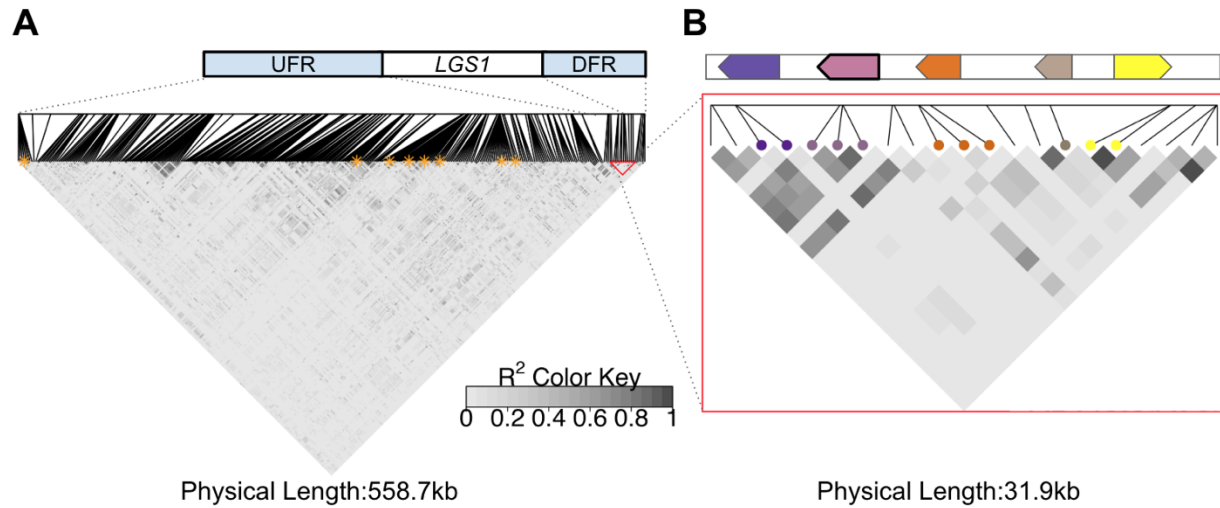 A
B
UFR LGS1 DFR
R² Color Key
0 0.2 0.4 0.6 0.8 1
Physical Length:558.7kb
Physical Length:31.9kb